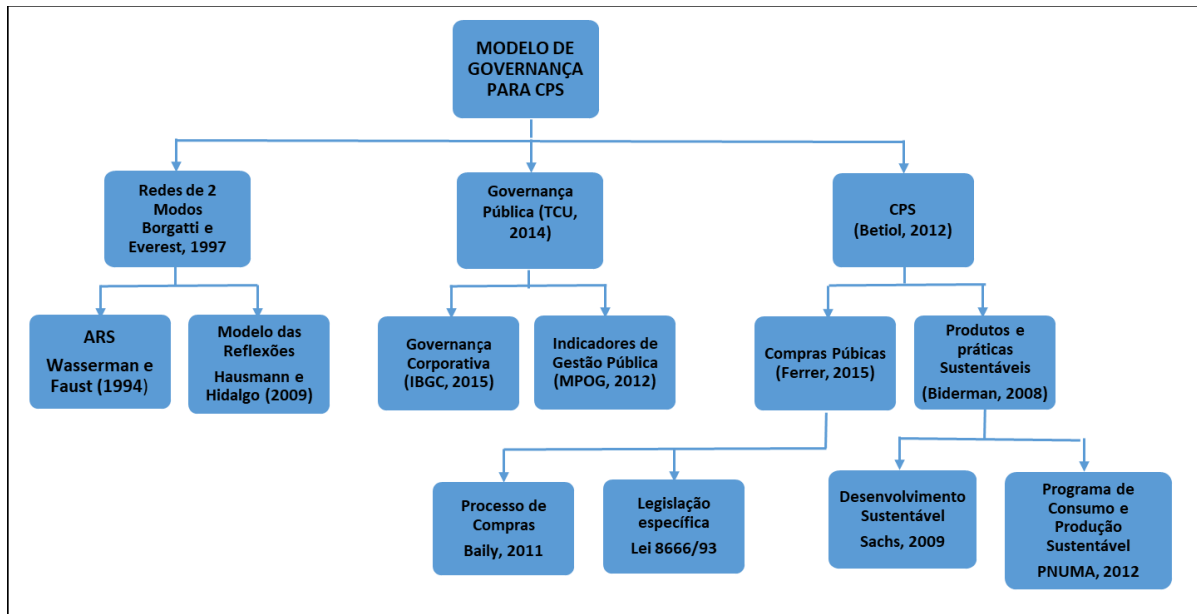 MODELO DE
GOVERNANÇA
PARA CPS
Redes de 2
Modos
Borgatti e
Everest, 1997
Governança
Pública (TCU,
2014)
CPS
(Betiol, 2012)
ARS
Wasserman e
Faust (1994)
Modelo das
Reflexões
Hausmann e
Hidalgo (2009)
Governança
Corporativa
(IBGC, 2015)
Indicadores de
Gestão Pública
(MPOG, 2012)
Compras Púbicas
(Ferrer, 2015)
Produtos e
práticas
Sustentáveis
(Biderman, 2008)
Processo de
Compras
Baily, 2011
Legislação
específica
Lei 8666/93
Desenvolvimento
Sustentável
Sachs, 2009
Programa de
Consumo e
Produção
Sustentável
PNUMA, 2012